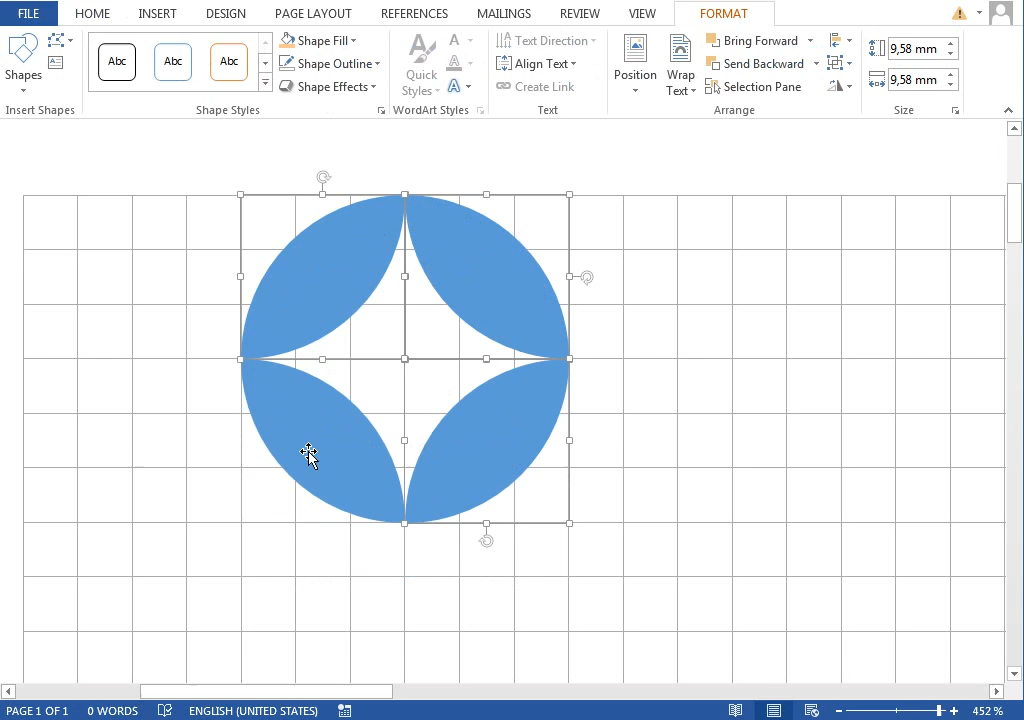 FILE HOME INSERT DESIGN PAGE LAYOUT REFERENCES MAILINGS REVIEW VIEW FORMAT
Shapes
Insert Shapes
Abc Abc Abc
Shape Fill
Shape Outline
Shape Effects
Shape Styles
Quick
Styles
A
A
A
WordArt Styles
Text Direction
Align Text
Create Link
Text
Position
Wrap
Text
Bring Forward
Send Backward
Selection Pane
Arrange
9,58 mm
9,58 mm
Size
PAGE 1 OF 1 0 WORDS ENGLISH (UNITED STATES) 452 %